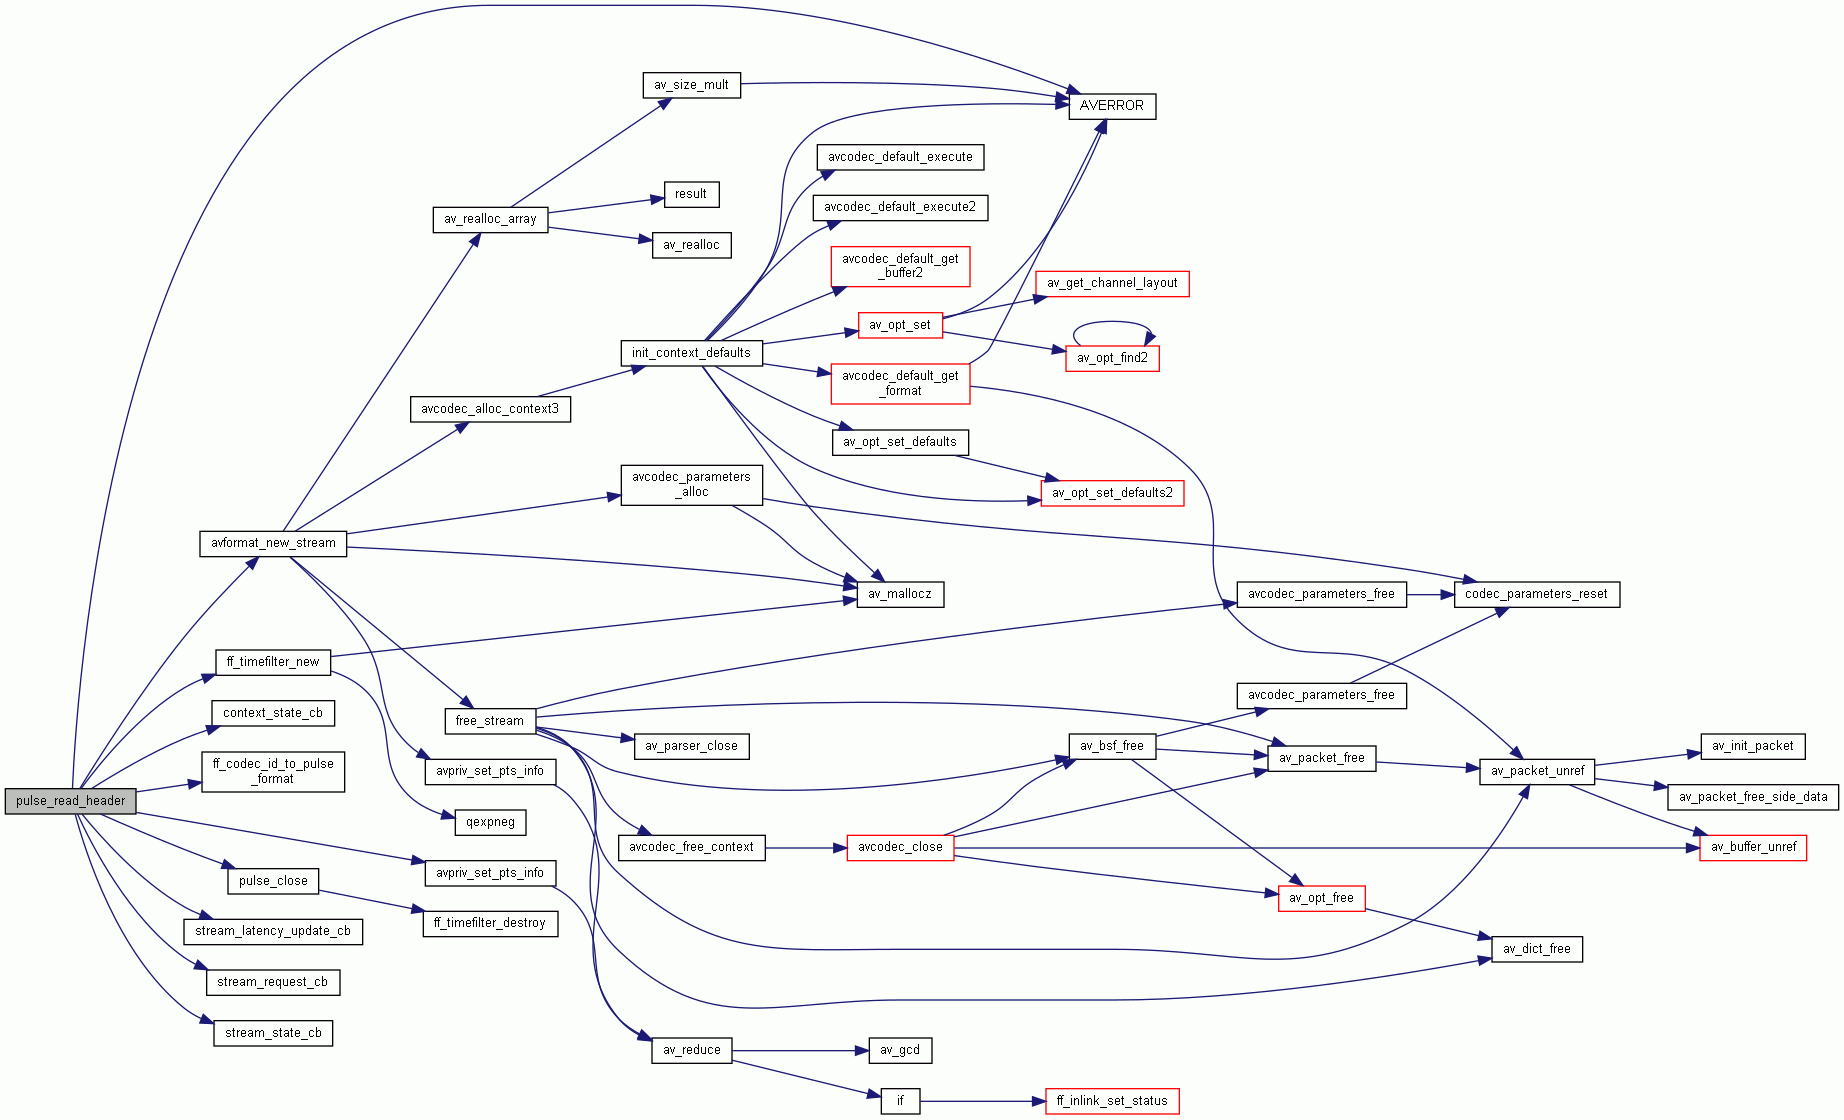 av_size_mult
AVERROR
avcodec_default_execute
result
avcodec_default_execute2
av_realloc_array
av_realloc
avcodec_default_get
_buffer2
av_get_channel_layout
av_opt_set
init_context_defaults
av_opt_find2
avcodec_default_get
_format
avcodec_alloc_context3
av_opt_set_defaults
avcodec_parameters
_alloc
av_opt_set_defaults2
avformat_new_stream
av_mallocz
avcodec_parameters_free
codec_parameters_reset
ff_timefilter_new
avcodec_parameters_free
context_state_cb
free_stream
av_parser_close
av_bsf_free
av_init_packet
ff_codec_id_to_pulse
_format
av_packet_free
avpriv_set_pts_info
av_packet_unref
pulse_read_header
av_packet_free_side_data
qexpneg
avcodec_free_context
avcodec_close
av_buffer_unref
avpriv_set_pts_info
pulse_close
av_opt_free
ff_timefilter_destroy
stream_latency_update_cb
av_dict_free
stream_request_cb
stream_state_cb
av_reduce
av_gcd
if
ff_inlink_set_status